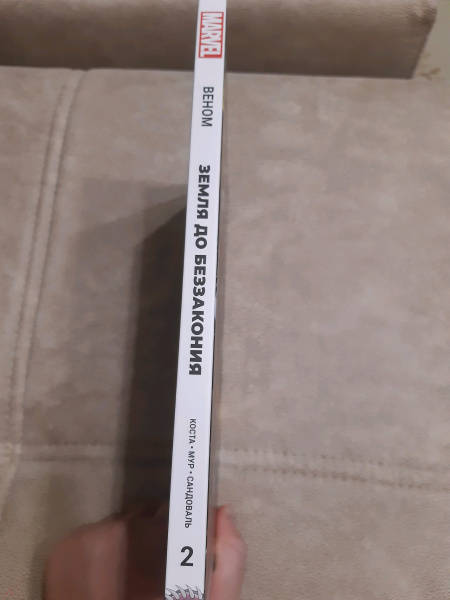 MARVEL
ВЕНОМ
ЗЕМЛЯ ДО БЕЗЗАКОНИЯ
КОСТА • МУР • САНДОВАЛЬ
2